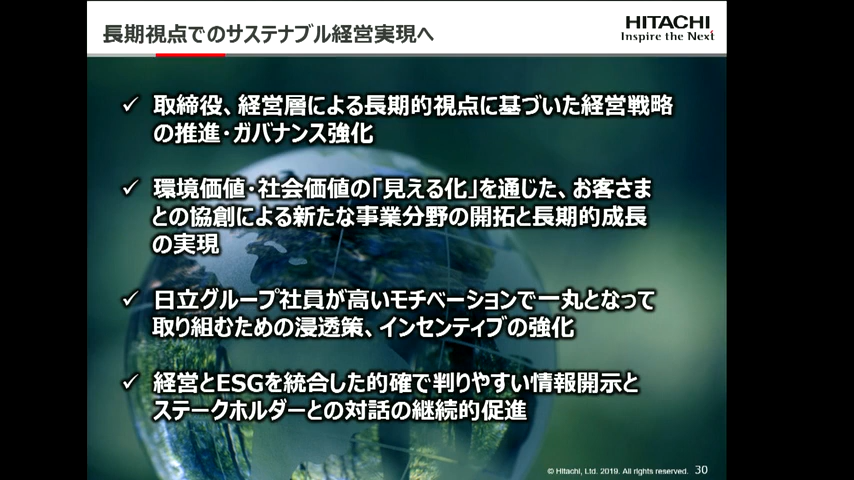 長期視点でのサステナブル経営実現へ
HITACHI
Inspire the Next
✓ 取締役、経営層による長期的視点に基づいた経営戦略
の推進・ガバナンス強化
✓ 環境価値・社会価値の「見える化」を通じた、お客さま
との協創による新たな事業分野の開拓と長期的成長
の実現
✓ 日立グループ社員が高いモチベーションで一丸となって
取り組むための浸透策、インセンティブの強化
✓ 経営とESGを統合した的確で判りやすい情報開示と
ステークホルダーとの対話の継続的促進
© Hitachi, Ltd. 2019. All rights reserved. 30